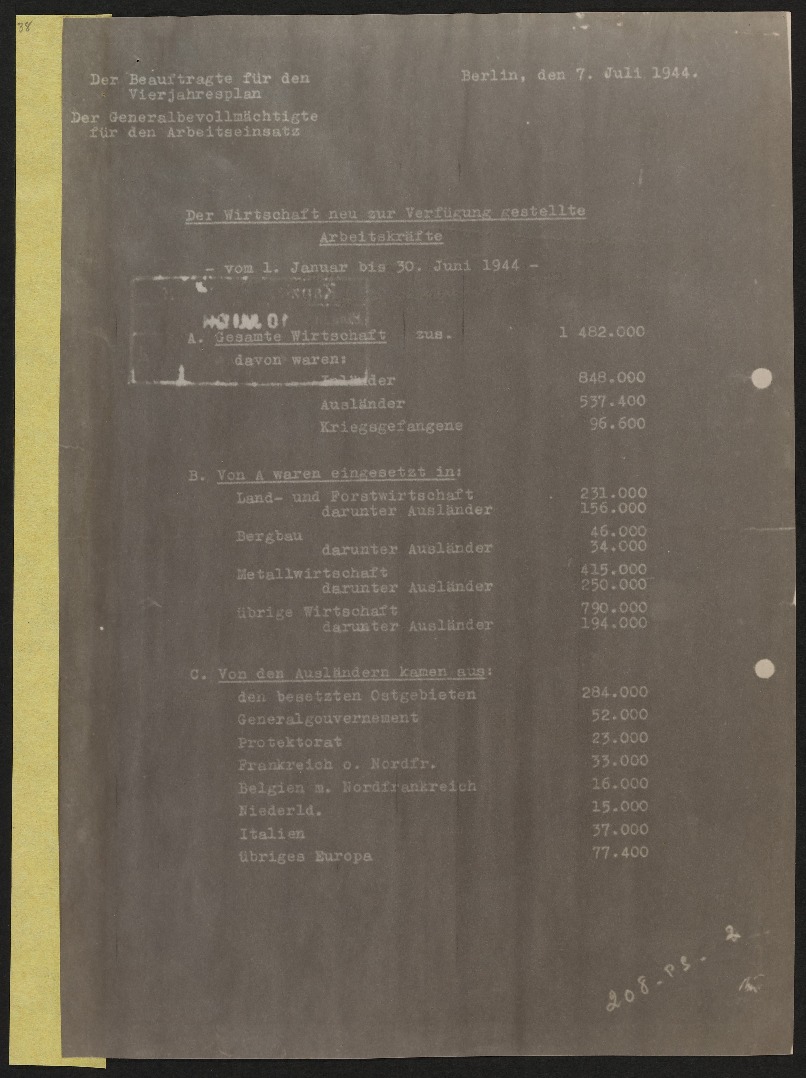 38
Der Beauftragte für den
Vierjahresplan
Berlin, den 7. Juli 1944.
Der Generalbevollmächtigte
für den Arbeitseinsatz
Der Wirtschaft neu zur Verfügung gestellte
Arbeitskräfte
- vom 1. Januar bis 30. Juni 1944 -
A. Gesamte Wirtschaft zus. 1 482.000
davon waren:
Inländer 848.000
Ausländer 537.400
Kriegsgefangene 96.600
B. Von A waren eingesetzt in:
Land- und Forstwirtschaft 231.000
darunter Ausländer 156.000
Bergbau 46.000
darunter Ausländer 34.000
Metallwirtschaft 415.000
darunter Ausländer 250.000
übrige Wirtschaft 790.000
darunter Ausländer 194.000
C. Von den Ausländern kamen aus:
den besetzten Ostgebieten 284.000
Generalgouvernement 52.000
Protektorat 23.000
Frankreich o. Nordfr. 33.000
Belgien m. Nordfrankreich 16.000
Niederld. 15.000
Italien 37.000
übriges Europa 77.400
208-PS- 2